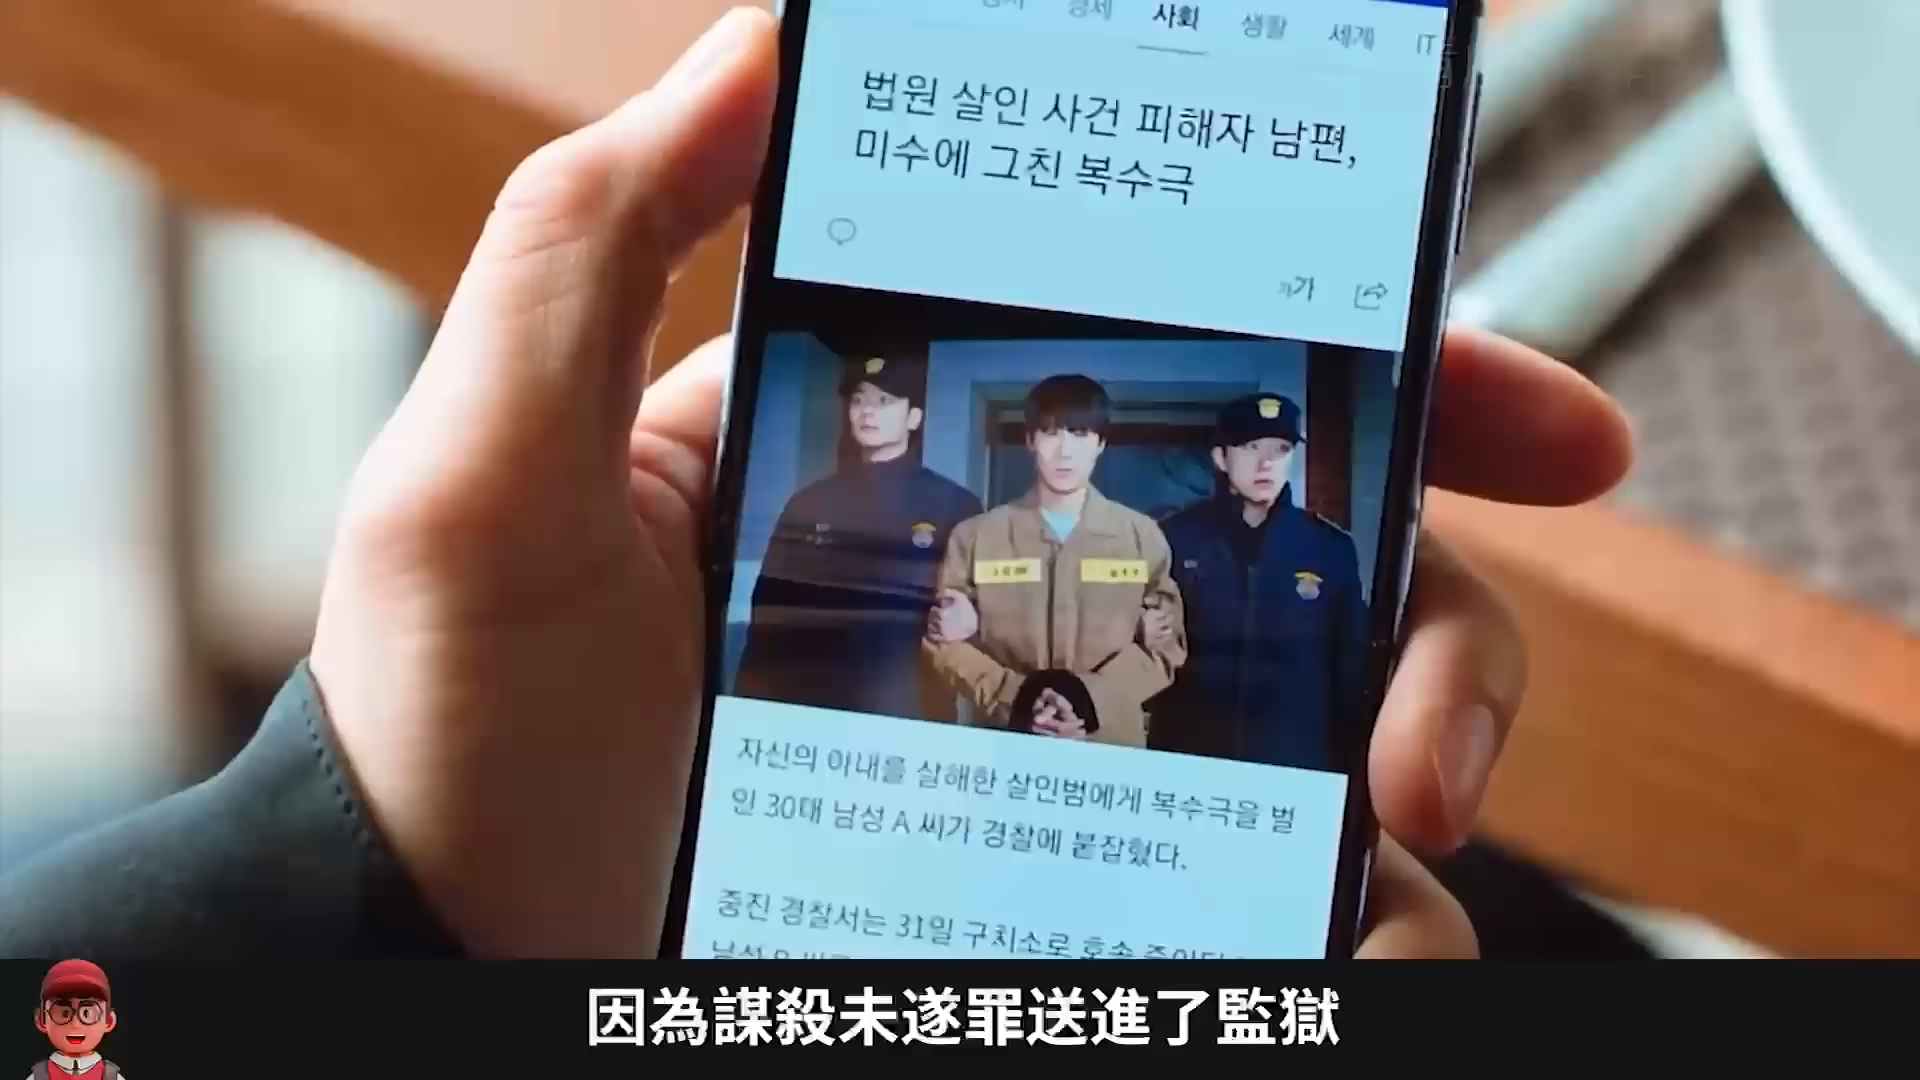 경제 사회 생활 세계 IT
법원 살인 사건 피해자 남편,
미수에 그친 복수극
가
자신의 아내를 살해한 살인범에게 복수극을 벌
인 30대 남성 A 씨가 경찰에 붙잡혔다.
중진 경찰서는 31일 구치소로 호송
因為謀殺未遂罪送進了監獄